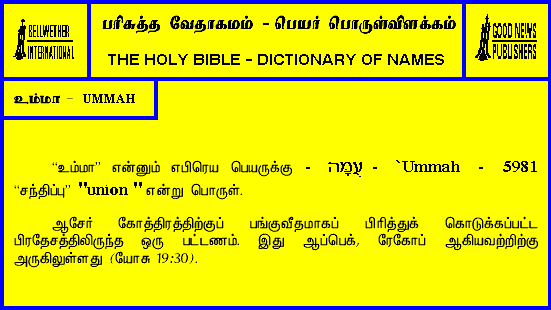 BELLWETHER
INTERNATIONAL
பரிசுத்த வேதாகமம் - பெயர் பொருள்விளக்கம்
THE HOLY BIBLE - DICTIONARY OF NAMES
GOOD NEWS
PUBLISHERS
உம்மா - UMMAH
“உம்மா” என்னும் எபிரெய பெயருக்கு - עֻמָה - `Ummah - 5981
“சந்திப்பு” "union" என்று பொருள்.
ஆசேர் கோத்திரத்திற்குப் பங்குவீதமாகப் பிரித்துக் கொடுக்கப்பட்ட
பிரதேசத்திலிருந்த ஒரு பட்டணம். இது ஆப்பெக், ரேகோப் ஆகியவற்றிற்கு
அருகிலுள்ளது (யோசு 19:30).